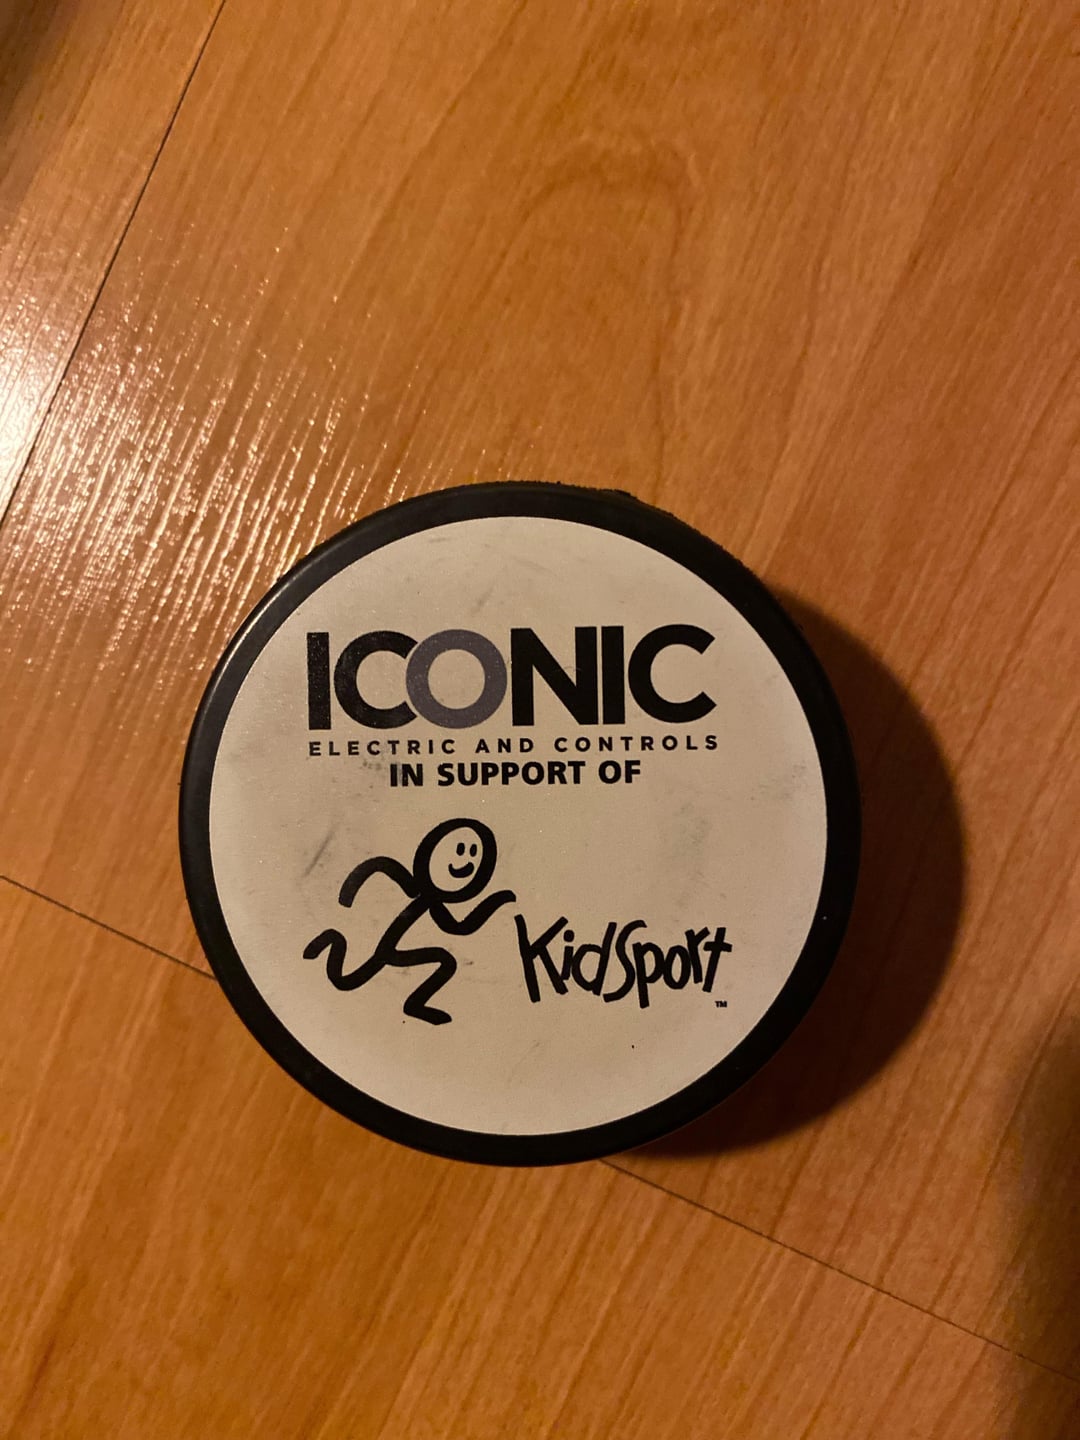 ICONIC
ELECTRIC AND CONTROLS
IN SUPPORT OF
KidSport
™